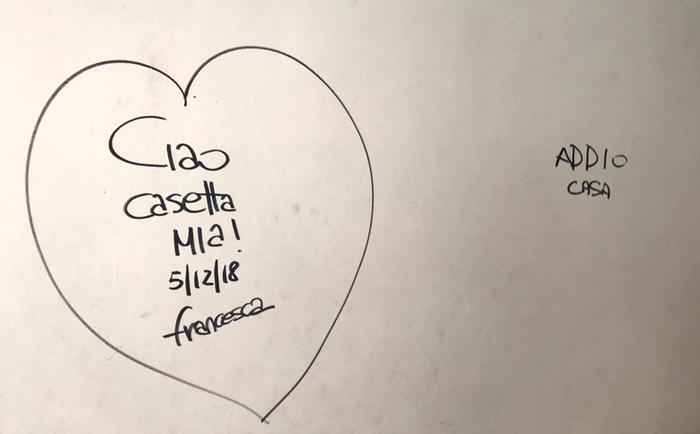 Ciao
casetta
MIa!
5/12/18
francesca
ADDIO
CASA